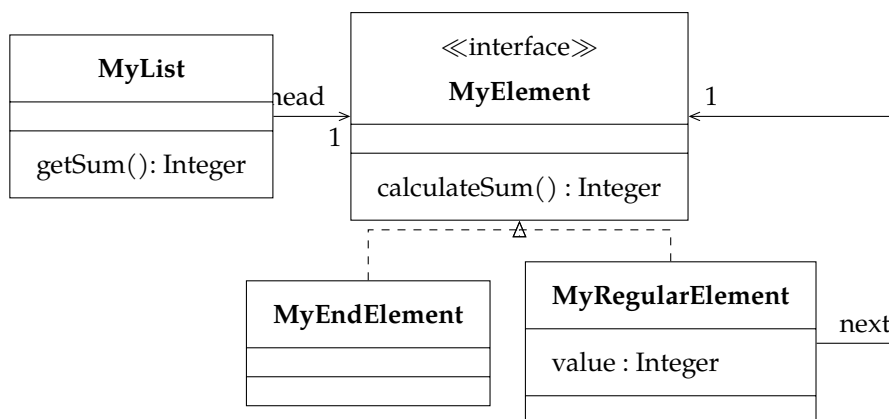 MyList
getSum(): Integer
head
1
≪interface≫
MyElement
calculateSum() : Integer
1
MyEndElement
MyRegularElement
value : Integer
next